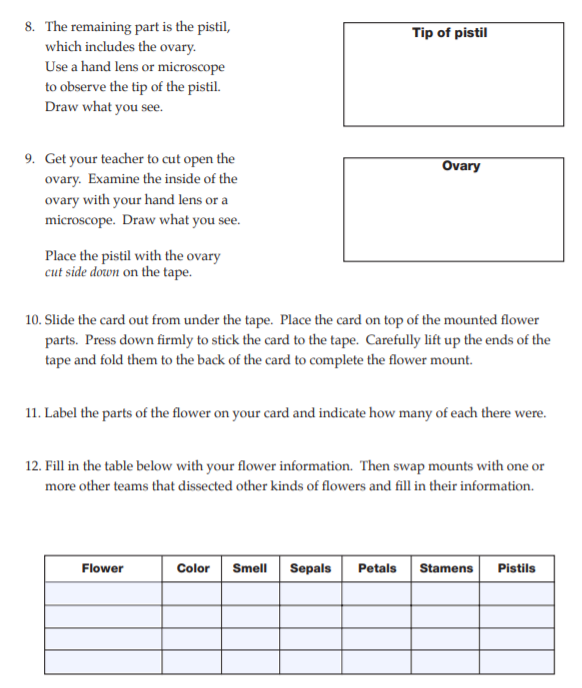 8. The remaining part is the pistil,
which includes the ovary.
Use a hand lens or microscope
to observe the tip of the pistil.
Draw what you see.
Tip of pistil
9. Get your teacher to cut open the
ovary. Examine the inside of the
ovary with your hand lens or a
microscope. Draw what you see.
Ovary
Place the pistil with the ovary
cut side down on the tape.
10. Slide the card out from under the tape. Place the card on top of the mounted flower
parts. Press down firmly to stick the card to the tape. Carefully lift up the ends of the
tape and fold them to the back of the card to complete the flower mount.
11. Label the parts of the flower on your card and indicate how many of each there were.
12. Fill in the table below with your flower information. Then swap mounts with one or
more other teams that dissected other kinds of flowers and fill in their information.
Flower Color Smell Sepals Petals Stamens Pistils